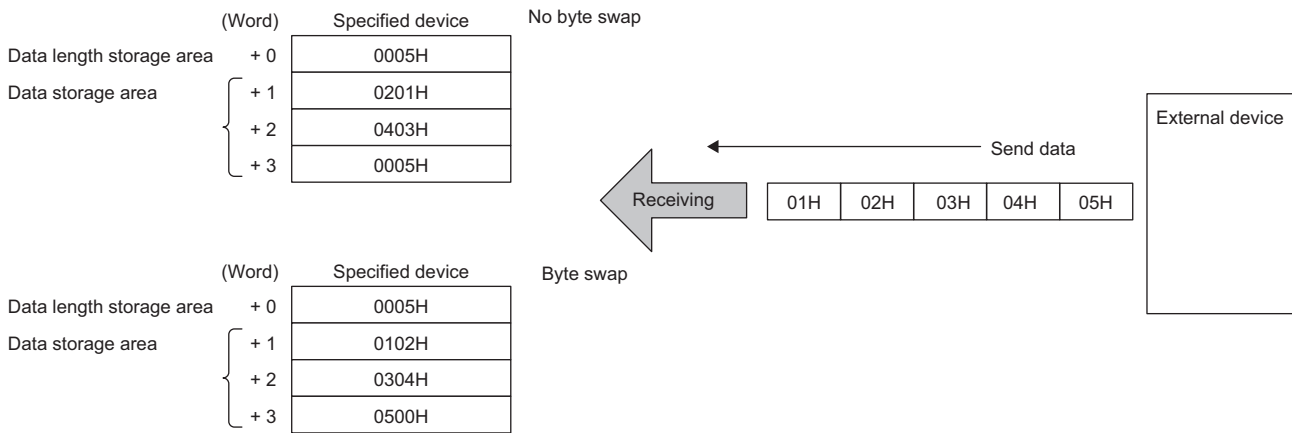 (Word) Specified device No byte swap
Data length storage area + 0 0005H
Data storage area + 1 0201H
+ 2 0403H
+ 3 0005H
External device
Send data
Receiving 01H 02H 03H 04H 05H
(Word) Specified device Byte swap
Data length storage area + 0 0005H
Data storage area + 1 0102H
+ 2 0304H
+ 3 0500H